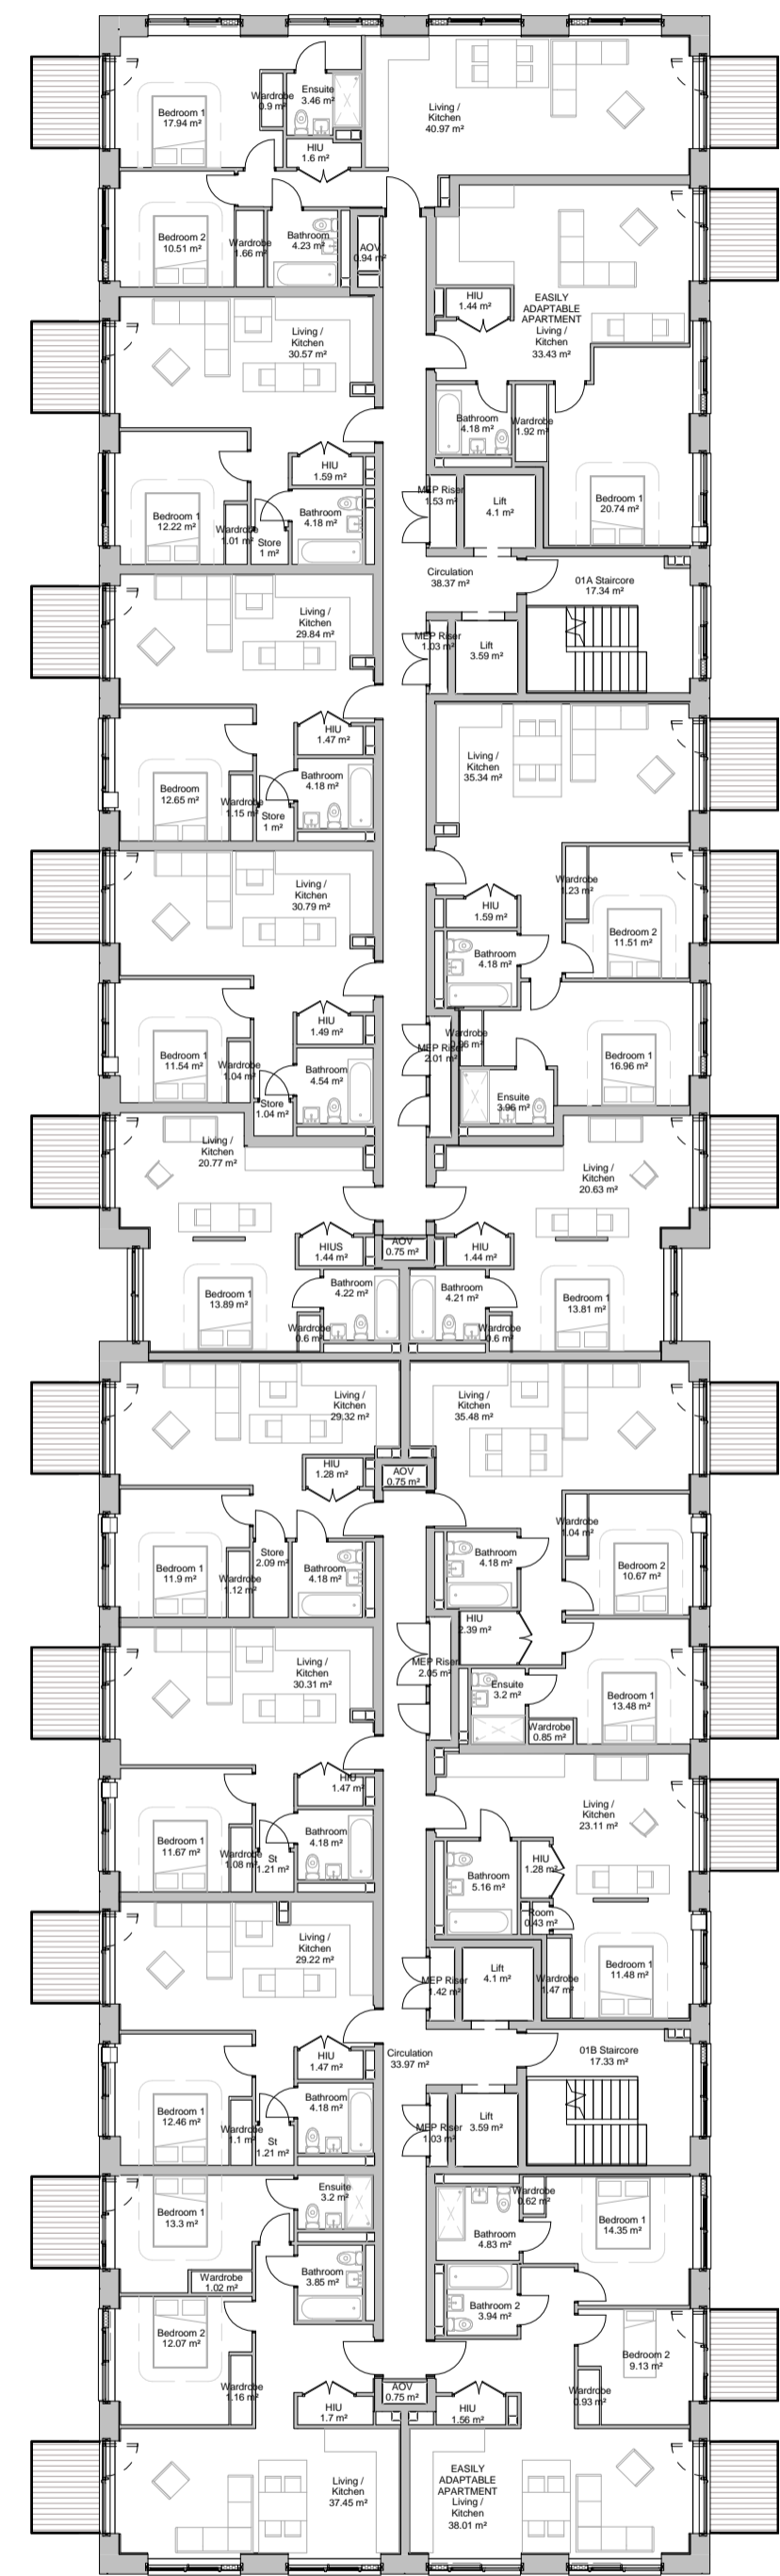 Bedroom 1
17.94 m²
Wardrobe
0.9 m²
Ensuite
3.46 m²
HIU
1.6 m²
Living /
Kitchen
40.97 m²
Bedroom 2
10.51 m²
Wardrobe
1.66 m²
Bathroom
4.23 m²
AOV
0.94 m²
HIU
1.44 m²
EASILY
ADAPTABLE
APARTMENT
Living /
Kitchen
33.43 m²
Living /
Kitchen
30.57 m²
Bathroom
4.18 m²
Wardrobe
1.92 m²
HIU
1.59 m²
Bedroom 1
12.22 m²
Wardrobe
1.01 m²
Store
1 m²
Bathroom
4.18 m²
MEP Riser
1.53 m²
Lift
4.1 m²
Bedroom 1
20.74 m²
Circulation
38.37 m²
01A Staircore
17.34 m²
Living /
Kitchen
29.84 m²
MEP Riser
1.03 m²
Lift
3.59 m²
HIU
1.47 m²
Bedroom
12.65 m²
Wardrobe
1.15 m²
Store
1 m²
Bathroom
4.18 m²
Living /
Kitchen
35.34 m²
Living /
Kitchen
30.79 m²
Wardrobe
1.23 m²
HIU
1.59 m²
Bedroom 2
11.51 m²
Bathroom
4.18 m²
HIU
1.49 m²
Bedroom 1
11.54 m²
Wardrobe
1.04 m²
Store
1.04 m²
Bathroom
4.54 m²
MEP Riser
2.01 m²
Wardrobe
0.96 m²
Bedroom 1
16.96 m²
Ensuite
3.96 m²
Living /
Kitchen
20.77 m²
Living /
Kitchen
20.63 m²
HIUS
1.44 m²
AOV
0.75 m²
HIU
1.44 m²
Bedroom 1
13.89 m²
Bathroom
4.22 m²
Wardrobe
0.6 m²
Bathroom
4.21 m²
Wardrobe
0.6 m²
Bedroom 1
13.81 m²
Living /
Kitchen
29.32 m²
Living /
Kitchen
35.48 m²
HIU
1.28 m²
AOV
0.75 m²
Bedroom 1
11.9 m²
Wardrobe
1.12 m²
Store
2.09 m²
Bathroom
4.18 m²
Bathroom
4.18 m²
Wardrobe
1.04 m²
Bedroom 2
10.67 m²
HIU
2.39 m²
Living /
Kitchen
30.31 m²
MEP Riser
2.05 m²
Ensuite
3.2 m²
Wardrobe
0.85 m²
Bedroom 1
13.48 m²
HIU
1.47 m²
Bedroom 1
11.67 m²
Wardrobe
1.08 m²
St
1.21 m²
Bathroom
4.18 m²
Living /
Kitchen
23.11 m²
Bathroom
5.16 m²
HIU
1.28 m²
Room
0.43 m²
Living /
Kitchen
29.22 m²
MEP Riser
1.42 m²
Lift
4.1 m²
Wardrobe
1.47 m²
Bedroom 1
11.48 m²
HIU
1.47 m²
Circulation
33.97 m²
01B Staircore
17.33 m²
Bedroom 1
12.46 m²
Wardrobe
1.1 m²
St
1.21 m²
Bathroom
4.18 m²
MEP Riser
1.03 m²
Lift
3.59 m²
Bedroom 1
13.3 m²
Ensuite
3.2 m²
Wardrobe
1.02 m²
Bathroom
3.85 m²
Wardrobe
0.62 m²
Bathroom
4.83 m²
Bedroom 1
14.35 m²
Bathroom 2
3.94 m²
Bedroom 2
12.07 m²
Wardrobe
1.16 m²
Bedroom 2
9.13 m²
Wardrobe
0.93 m²
HIU
1.7 m²
AOV
0.75 m²
HIU
1.56 m²
Living /
Kitchen
37.45 m²
EASILY
ADAPTABLE
APARTMENT
Living /
Kitchen
38.01 m²